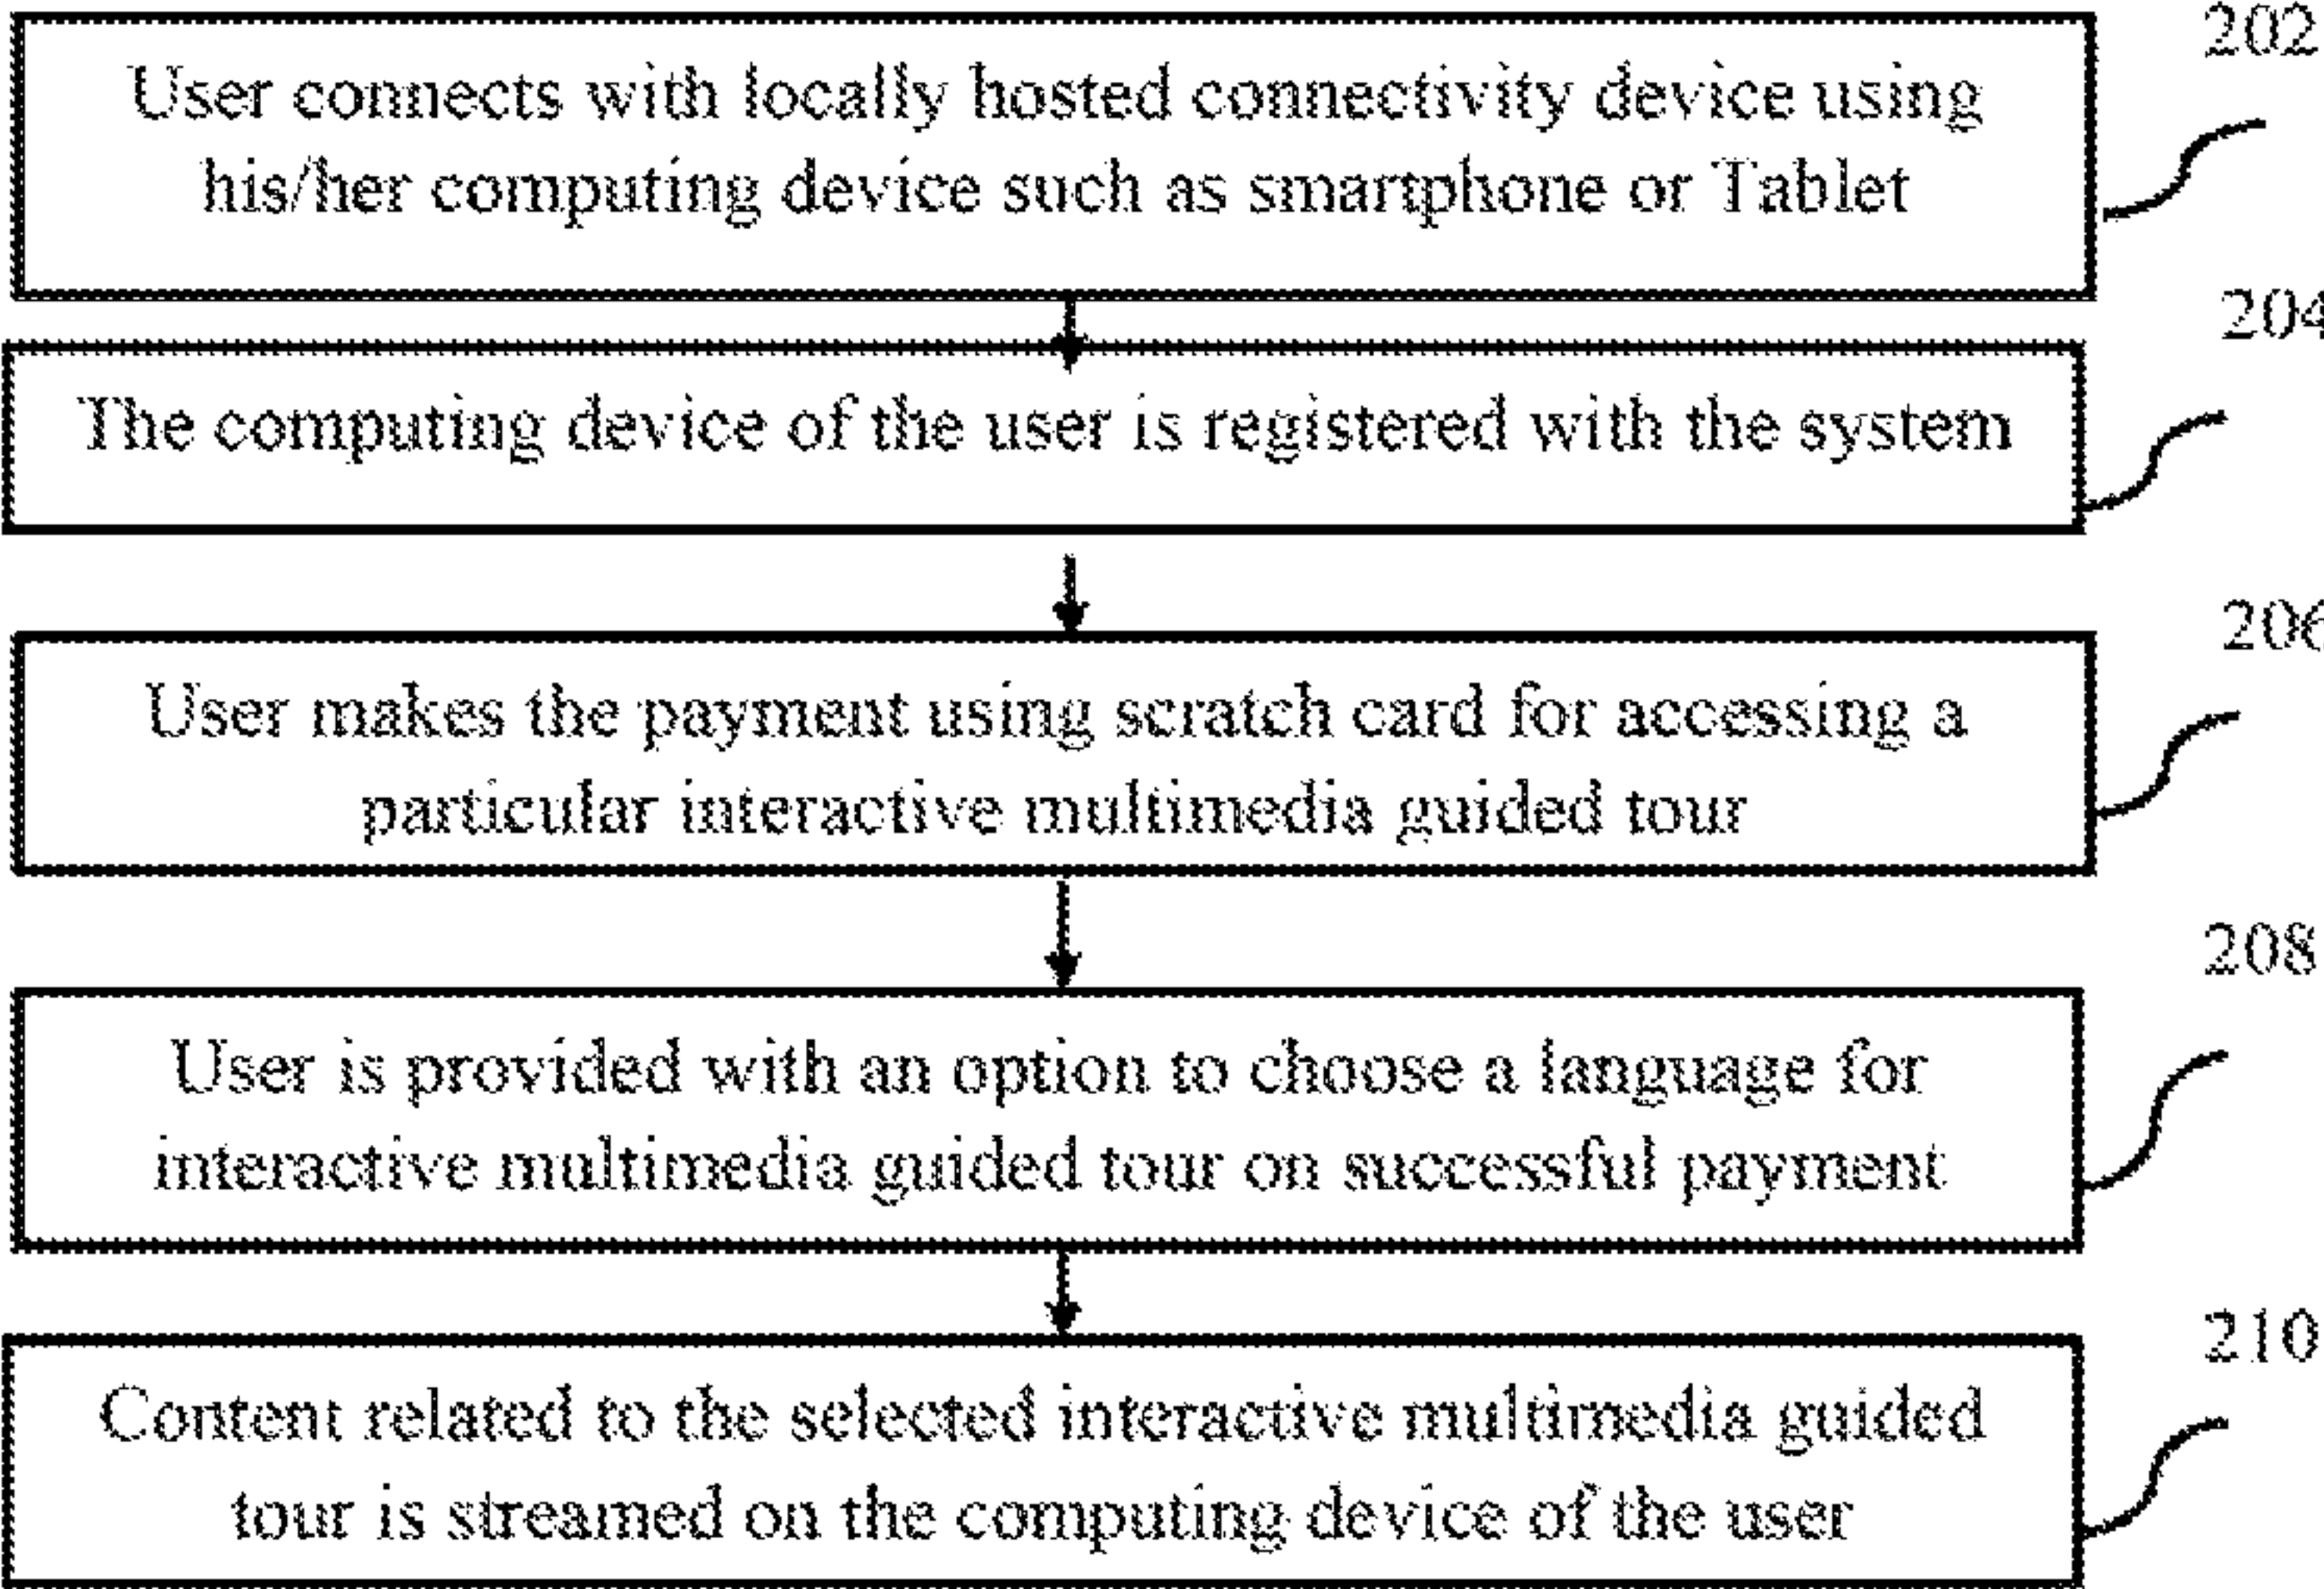 202
User connects with locally hosted connectivity device using
his/her computing device such as smartphone or Tablet
204
The computing device of the user is registered with the system
206
User makes the payment using scratch card for accessing a
particular interactive multimedia guided tour
208
User is provided with an option to choose a language for
interactive multimedia guided tour on successful payment
210
Content related to the selected interactive multimedia guided
tour is streamed on the computing device of the user